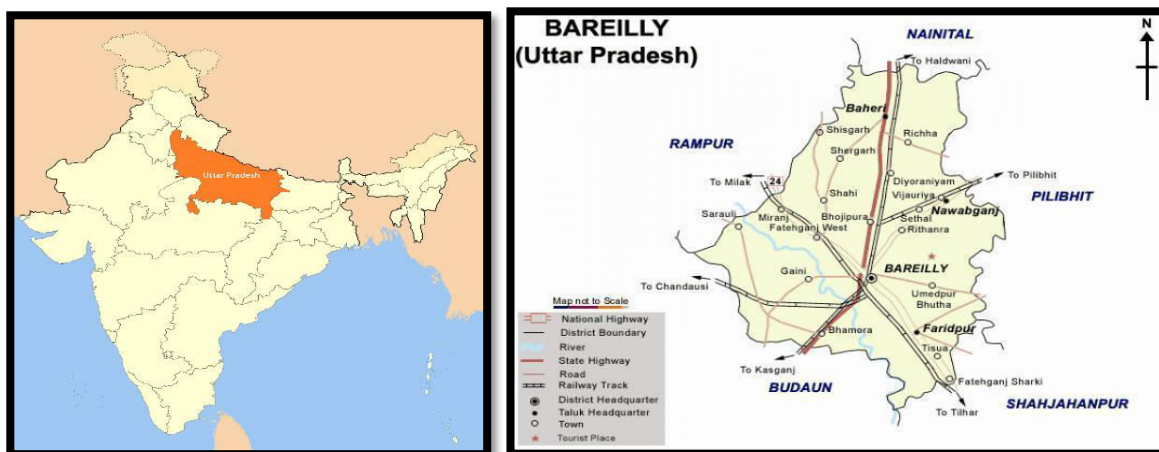 Uttar Pradesh
BAREILLY
(Uttar Pradesh)
N
NAINITAL
To Haldwani
Baheri
Shisgarh
Richha
Shergarh
RAMPUR
To Milak
24
Diyoraniyam
To Pilibhit
Shahi
Vijauriya
PILIBHIT
Nawabganj
Sarauli
Miranj
Bhojipura
Sethal
Fatehganj West
Rithanra
BAREILLY
Gaini
To Chandausi
Umedpur
Bhutha
Map not to Scale
National Highway
District Boundary
River
State Highway
Road
Railway Track
District Headquarter
Taluk Headquarter
Town
Tourist Place
Bhamora
Faridpur
Tisua
To Kasganj
BUDAUN
Fatehganj Sharki
To Tilhar
SHAHJAHANPUR